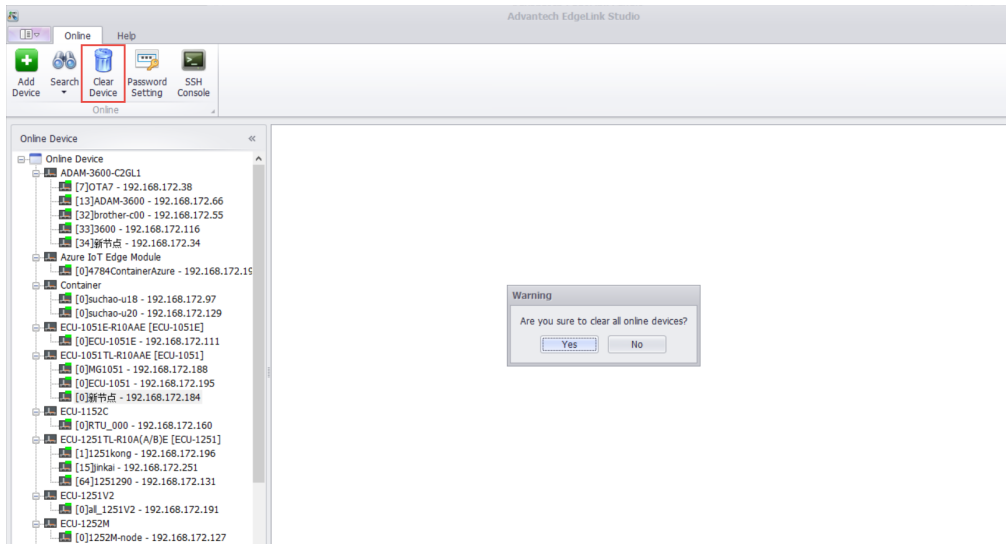 Advantech EdgeLink Studio
Online Help
Add Device
Search
Clear Device
Password Setting
SSH Console
Online
Online Device
Online Device
ADAM-3600-C2GL1
[7]OTA7 - 192.168.172.38
[13]ADAM-3600 - 192.168.172.66
[32]brother-c00 - 192.168.172.55
[33]3600 - 192.168.172.116
[34]新节点 - 192.168.172.34
Azure IoT Edge Module
[0]4784ContainerAzure - 192.168.172.19
Container
[0]suchao-u18 - 192.168.172.97
[0]suchao-u20 - 192.168.172.129
ECU-1051E-R10AAE [ECU-1051E]
[0]ECU-1051E - 192.168.172.111
ECU-1051TL-R10AAE [ECU-1051]
[0]MG1051 - 192.168.172.188
[0]ECU-1051 - 192.168.172.195
[0]新节点 - 192.168.172.184
ECU-1152C
[0]RTU_000 - 192.168.172.160
ECU-1251TL-R10A(A/B)E [ECU-1251]
[1]1251kong - 192.168.172.196
[15]jinkai - 192.168.172.251
[64]1251290 - 192.168.172.131
ECU-1251V2
[0]all_1251V2 - 192.168.172.191
ECU-1252M
[0]1252M-node - 192.168.172.127
Warning
Are you sure to clear all online devices?
Yes No